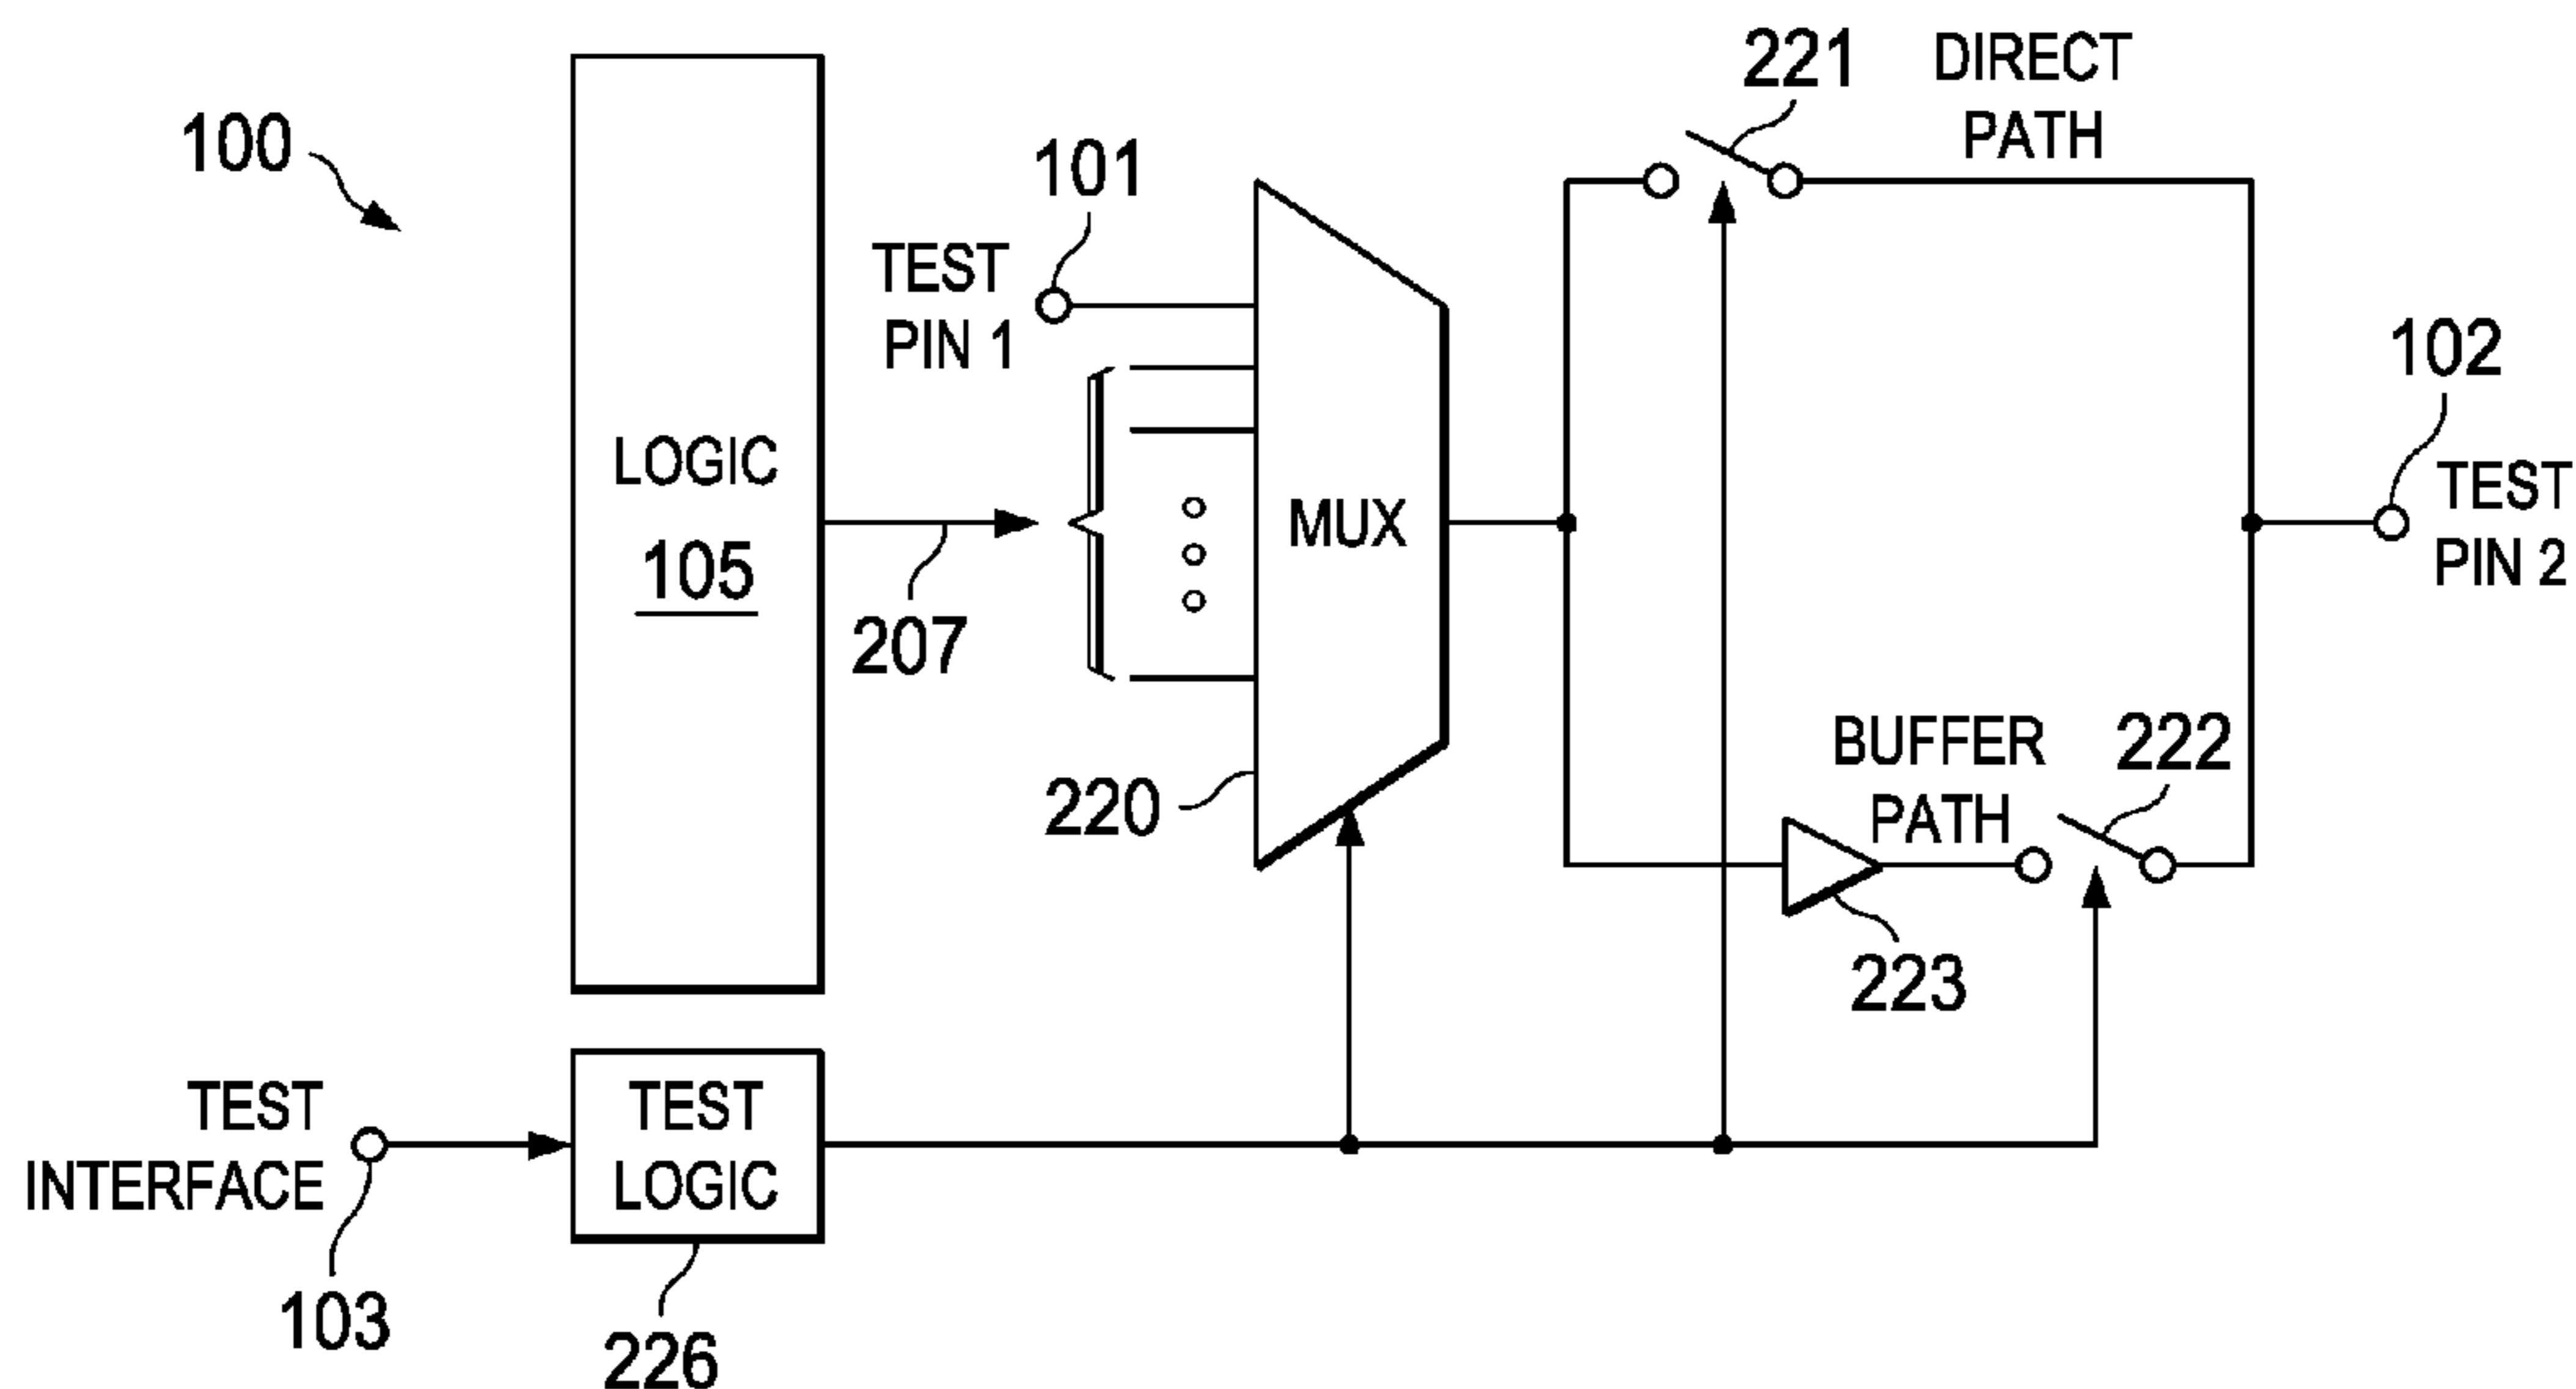 221
DIRECT
PATH
100
101
TEST
PIN 1
102
LOGIC
105
MUX
TEST
PIN 2
207
BUFFER
PATH
222
220
223
TEST
INTERFACE
TEST
LOGIC
103
226